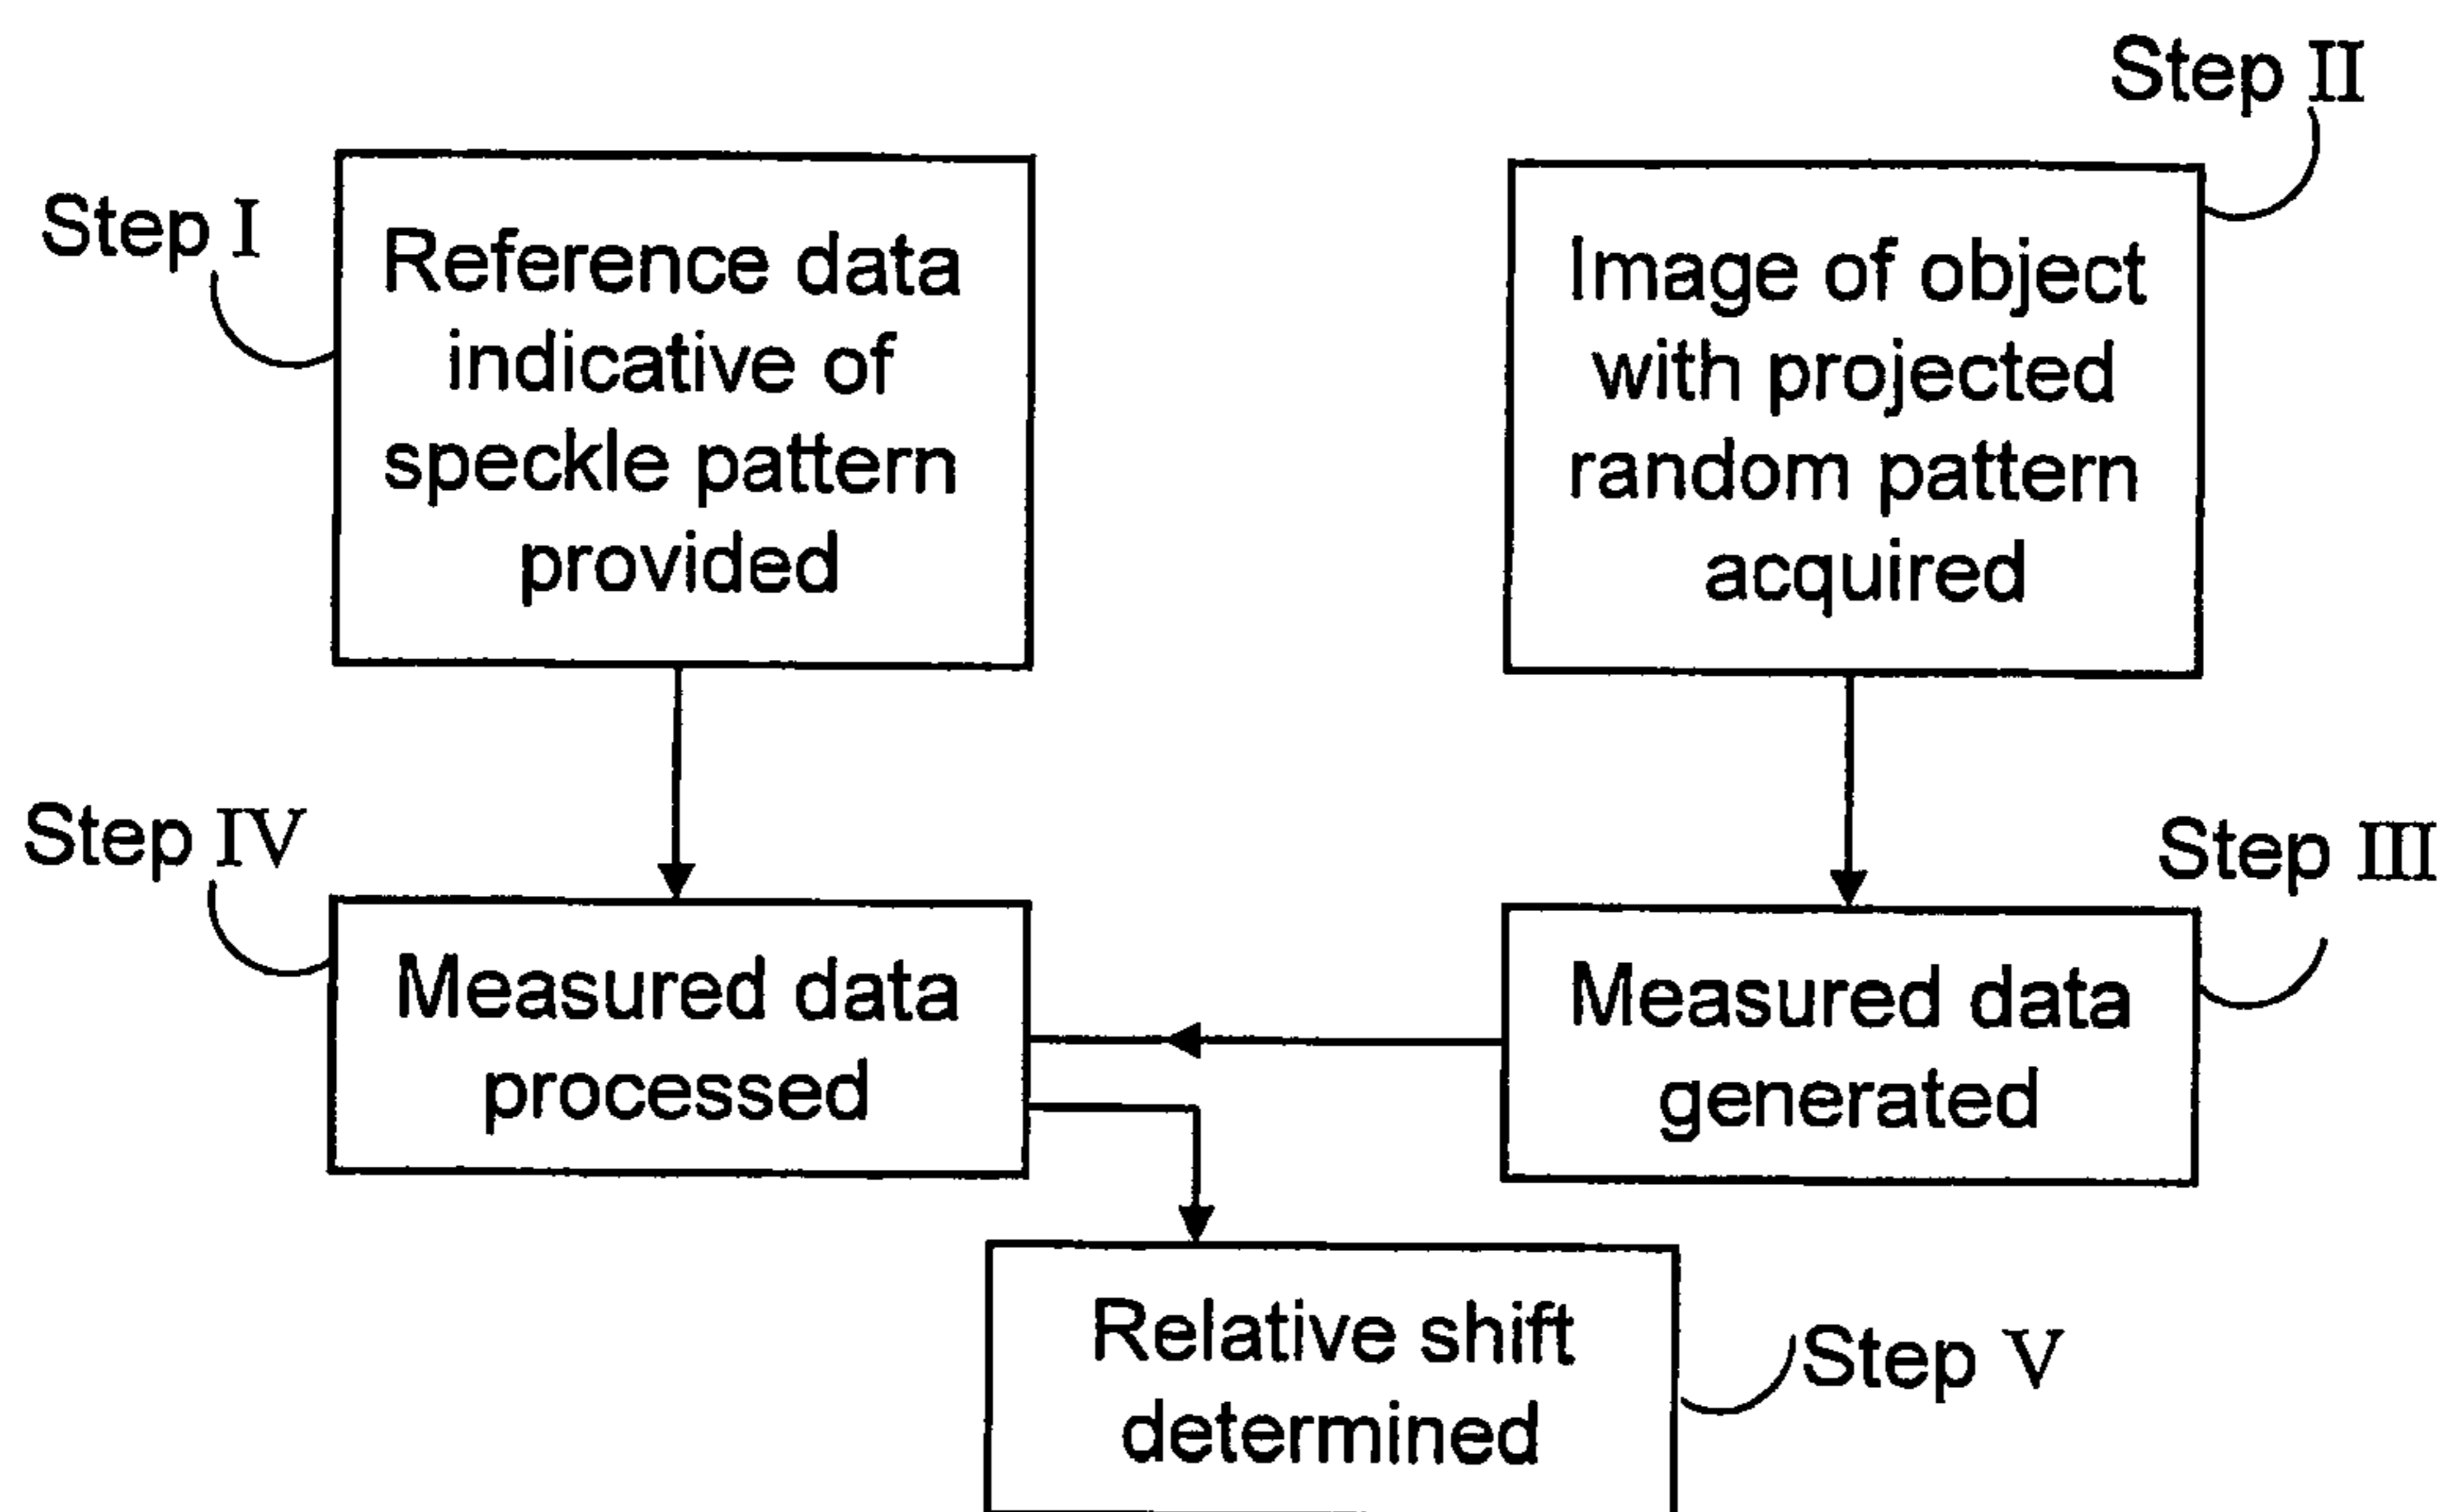 Step I
Reference data
indicative of
speckle pattern
provided
Step II
Image of object
with projected
random pattern
acquired
Step IV
Measured data
processed
Step III
Measured data
generated
Relative shift
determined
Step V